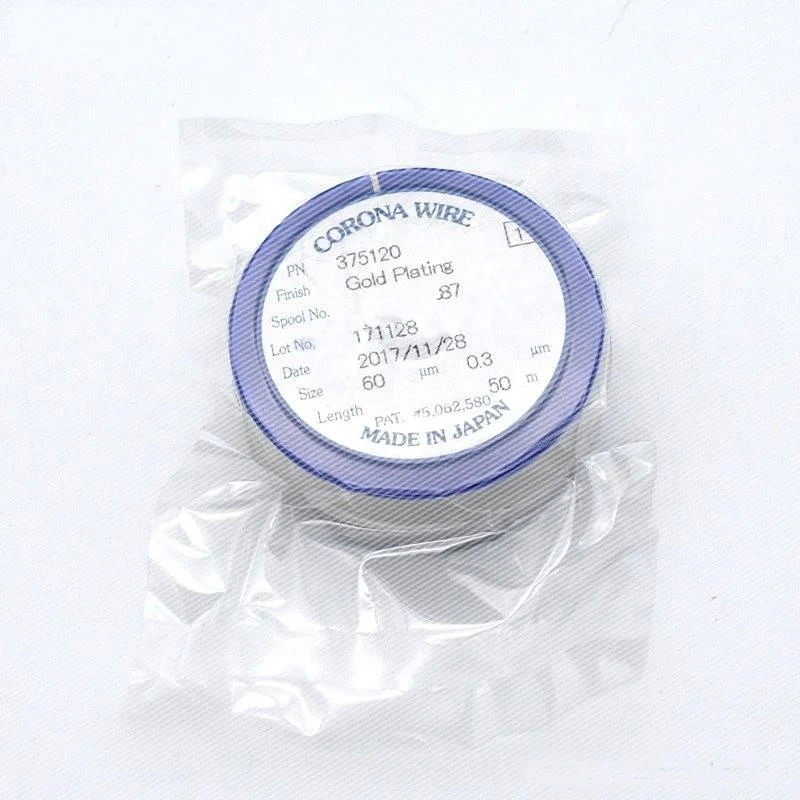 CORONA WIRE
1
PN 375120
Finish Gold Plating
Spool No. .87
Lot No. 171128
Date 2017/11/28
Size 60 μm 0.3 μm
Length 50 m
PAT. #5,062,580
MADE IN JAPAN